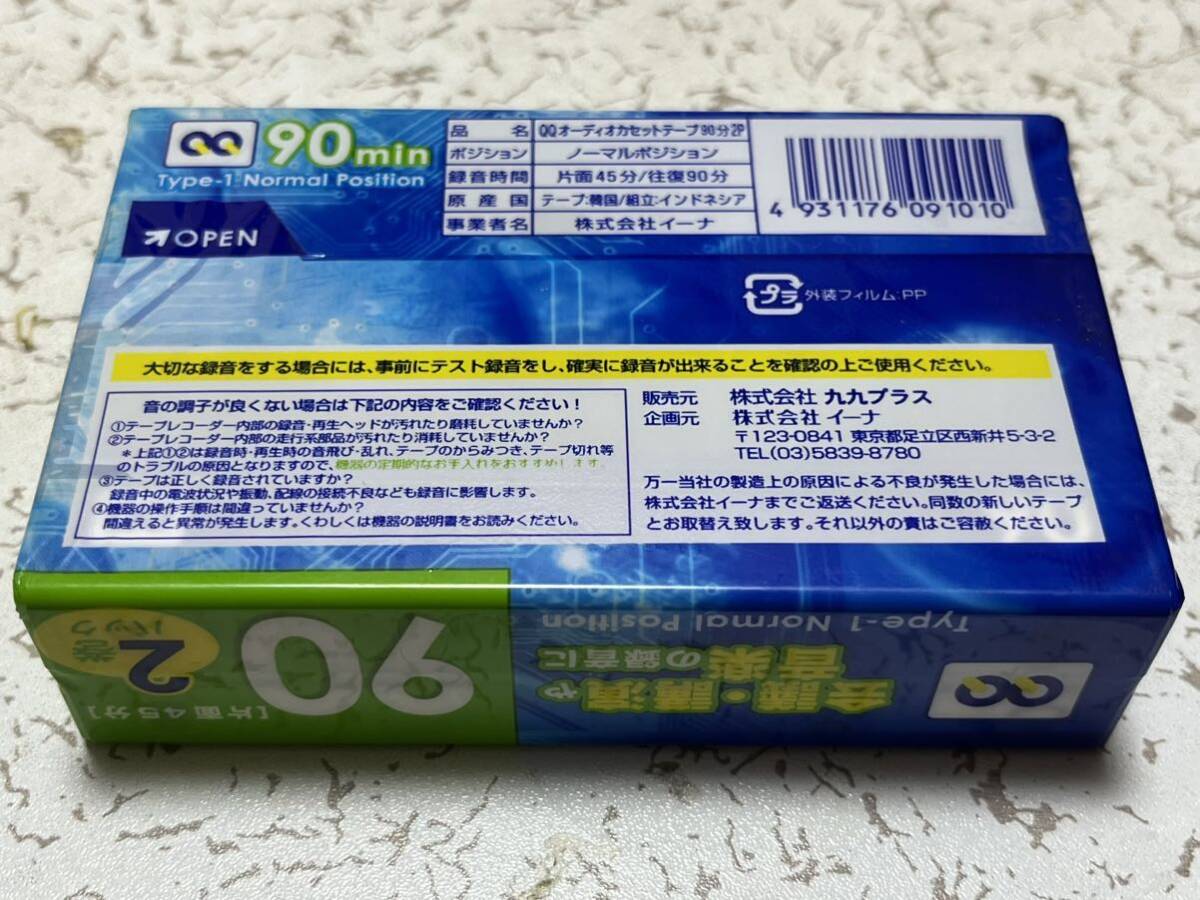 QQ 90min
Type-1 Normal Position
OPEN
品名 QQオーディオカセットテープ90分2P
ポジション ノーマルポジション
録音時間 片面45分/往復90分
原産国 テープ:韓国/組立:インドネシア
事業者名 株式会社イーナ
4 931176 091010
プラ 外装フィルム:PP
大切な録音をする場合には、事前にテスト録音をし、確実に録音が出来ることを確認の上ご使用ください。
音の調子が良くない場合は下記の内容をご確認ください!
①テープレコーダー内部の録音・再生ヘッドが汚れたり磨耗していませんか?
②テープレコーダー内部の走行系部品が汚れたり消耗していませんか?
*上記①②は録音時・再生時の音飛び・乱れ、テープのからみつき、テープ切れ等
のトラブルの原因となりますので、機器の定期的なお手入れをおすすめします。
③テープは正しく録音されていますか?
録音中の電波状況や振動、配線の接続不良なども録音に影響します。
④機器の操作手順は間違っていませんか?
間違えると異常が発生します。くわしくは機器の説明書をお読みください。
販売元 株式会社 九九プラス
企画元 株式会社 イーナ
〒123-0841 東京都足立区西新井5-3-2
TEL(03)5839-8780
万一当社の製造上の原因による不良が発生した場合には、
株式会社イーナまでご返送ください。同数の新しいテープ
とお取替え致します。それ以外の責はご容赦ください。
QQ
会議・講演や
音楽の録音に
Type-1 Normal Position
90
[片面45分]
2巻
パック